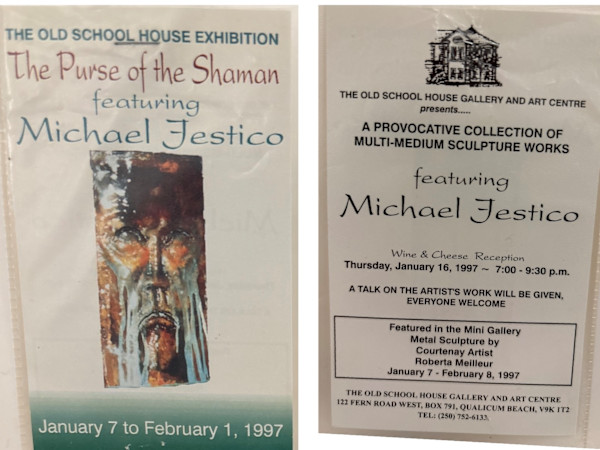 THE OLD SCHOOL HOUSE EXHIBITION
The Purse of the Shaman
featuring
Michael Jestico
January 7 to February 1, 1997
THE OLD SCHOOL HOUSE GALLERY AND ART CENTRE
presents.....
A PROVOCATIVE COLLECTION OF
MULTI-MEDIUM SCULPTURE WORKS
featuring
Michael Jestico
Wine & Cheese Reception
Thursday, January 16, 1997 ~ 7:00 - 9:30 p.m.
A TALK ON THE ARTIST'S WORK WILL BE GIVEN,
EVERYONE WELCOME
Featured in the Mini Gallery
Metal Sculpture by
Courtenay Artist
Roberta Meilleur
January 7 - February 8, 1997
THE OLD SCHOOL HOUSE GALLERY AND ART CENTRE
122 FERN ROAD WEST, BOX 791, QUALICUM BEACH, V9K 1T2
TEL: (250) 752-6133.